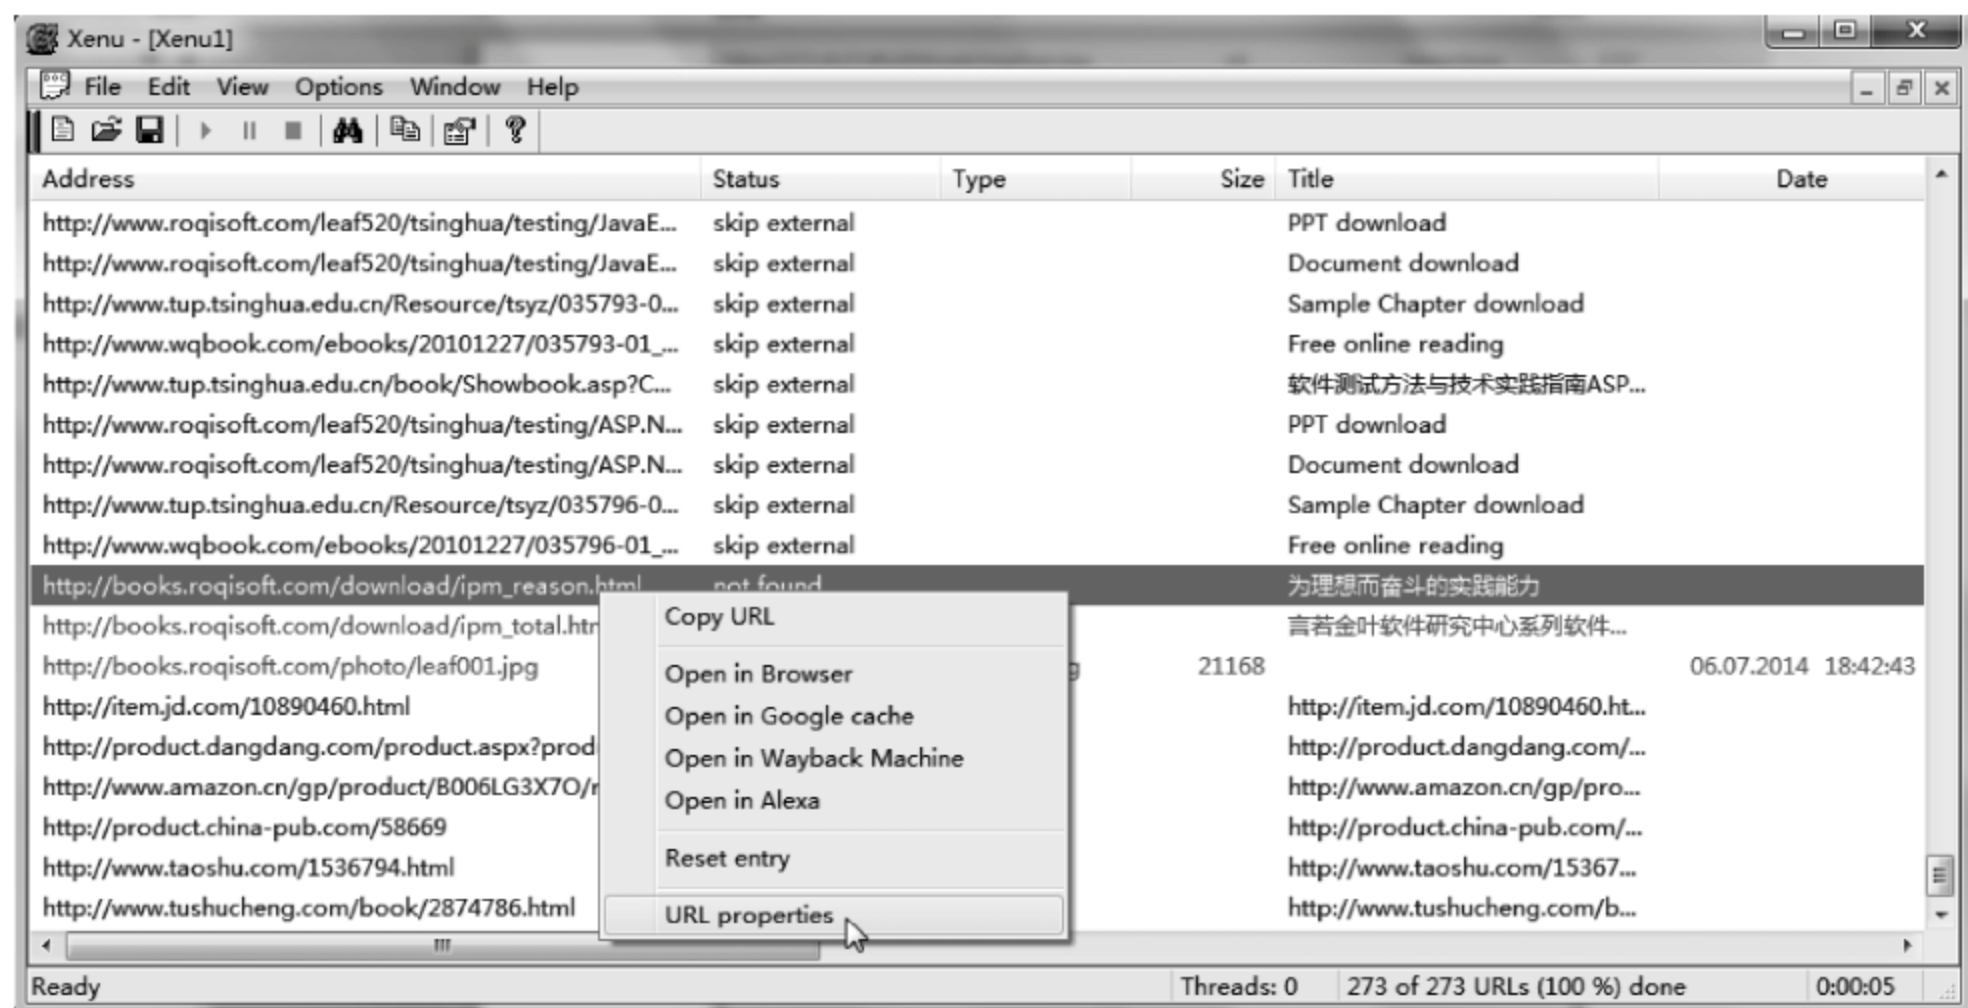 Xenu - [Xenu1]
File Edit View Options Window Help
Address Status Type Size Title Date
http://www.roqisoft.com/leaf520/tsinghua/testing/JavaE... skip external PPT download
http://www.roqisoft.com/leaf520/tsinghua/testing/JavaE... skip external Document download
http://www.tup.tsinghua.edu.cn/Resource/tsyz/035793-0... skip external Sample Chapter download
http://www.wqbook.com/ebooks/20101227/035793-01_... skip external Free online reading
http://www.tup.tsinghua.edu.cn/book/Showbook.asp?C... skip external 软件测试方法与技术实践指南ASP...
http://www.roqisoft.com/leaf520/tsinghua/testing/ASP.N... skip external PPT download
http://www.roqisoft.com/leaf520/tsinghua/testing/ASP.N... skip external Document download
http://www.tup.tsinghua.edu.cn/Resource/tsyz/035796-0... skip external Sample Chapter download
http://www.wqbook.com/ebooks/20101227/035796-01_... skip external Free online reading
http://books.roqisoft.com/download/ipm_reason.html not found 为理想而奋斗的实践能力
Copy URL
http://books.roqisoft.com/download/ipm_total.htm 言若金叶软件研究中心系列软件...
http://books.roqisoft.com/photo/leaf001.jpg g 21168 06.07.2014 18:42:43
Open in Browser
http://item.jd.com/10890460.html Open in Google cache http://item.jd.com/10890460.ht...
http://product.dangdang.com/product.aspx?prod Open in Wayback Machine http://product.dangdang.com/...
http://www.amazon.cn/gp/product/B006LG3X7O/r Open in Alexa http://www.amazon.cn/gp/pro...
http://product.china-pub.com/58669 http://product.china-pub.com/...
http://www.taoshu.com/1536794.html Reset entry http://www.taoshu.com/15367...
http://www.tushucheng.com/book/2874786.html URL properties http://www.tushucheng.com/b...
Ready Threads: 0 273 of 273 URLs (100 %) done 0:00:05